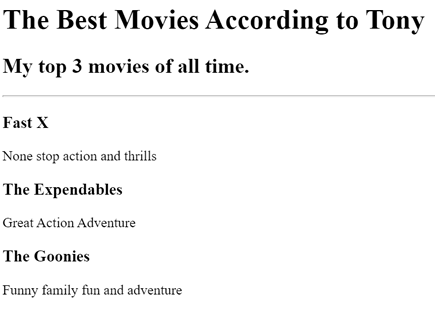 The Best Movies According to Tony
My top 3 movies of all time.
Fast X
None stop action and thrills
The Expendables
Great Action Adventure
The Goonies
Funny family fun and adventure